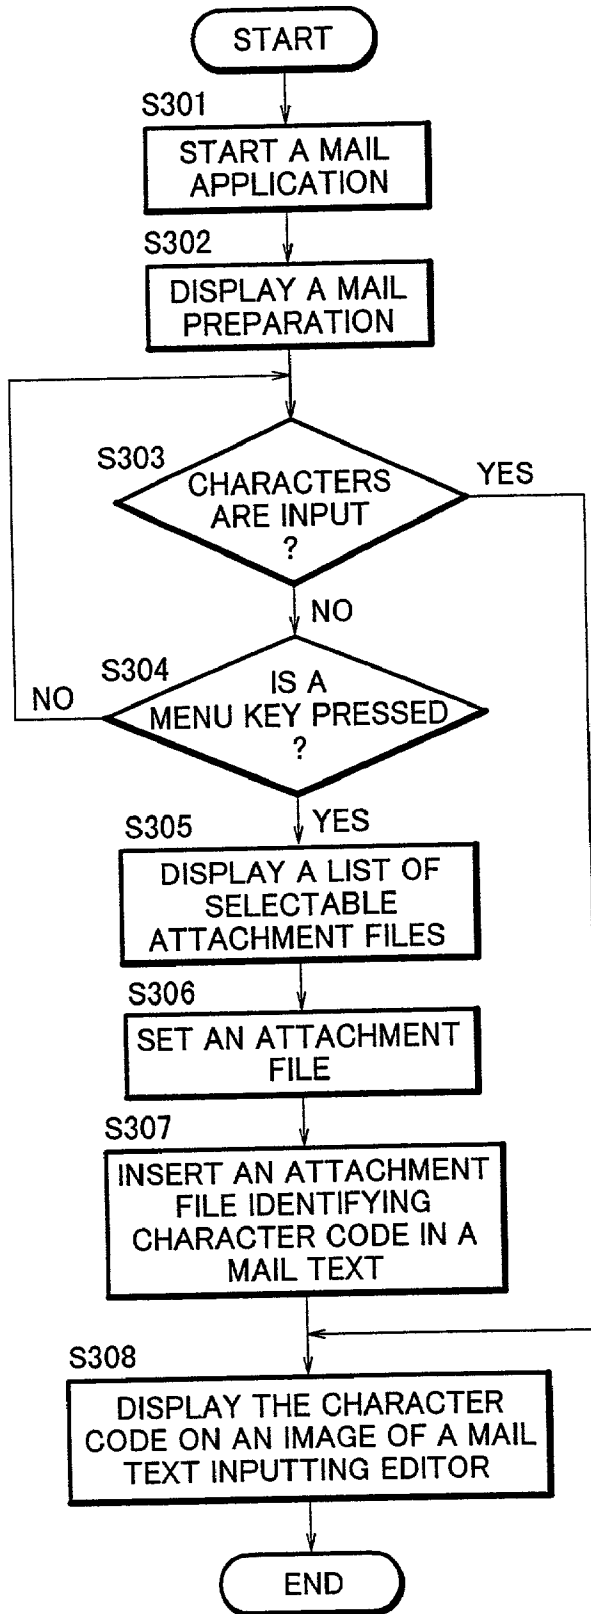 START
S301
START A MAIL
APPLICATION
S302
DISPLAY A MAIL
PREPARATION
S303
CHARACTERS
ARE INPUT
?
YES
NO
S304
IS A
MENU KEY PRESSED
?
NO
YES
S305
DISPLAY A LIST OF
SELECTABLE
ATTACHMENT FILES
S306
SET AN ATTACHMENT
FILE
S307
INSERT AN ATTACHMENT
FILE IDENTIFYING
CHARACTER CODE IN A
MAIL TEXT
S308
DISPLAY THE CHARACTER
CODE ON AN IMAGE OF A MAIL
TEXT INPUTTING EDITOR
END